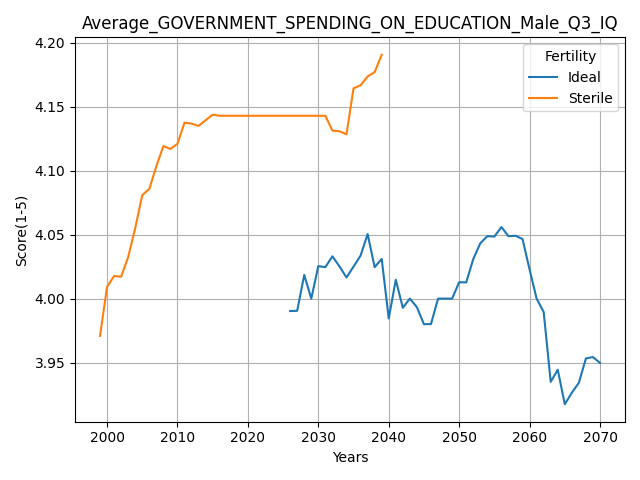 Average_GOVERNMENT_SPENDING_ON_EDUCATION_Male_Q3_IQ
Fertility
Ideal
Sterile
4.20
4.15
4.10
4.05
4.00
3.95
Score(1-5)
2000 2010 2020 2030 2040 2050 2060 2070
Years